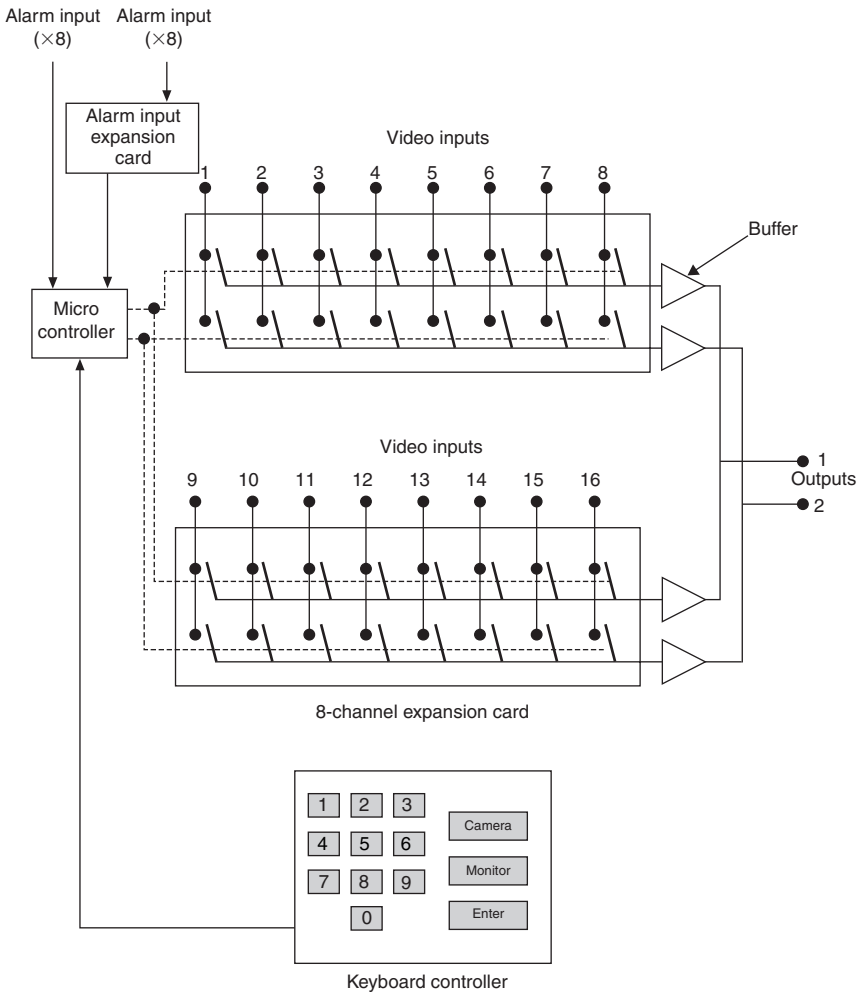 Alarm input Alarm input
(×8) (×8)
Alarm input
expansion
card
Video inputs
1 2 3 4 5 6 7 8
Buffer
Micro
controller
Video inputs
9 10 11 12 13 14 15 16
1
Outputs
2
8-channel expansion card
1 2 3
Camera
4 5 6
Monitor
7 8 9
Enter
0
Keyboard controller